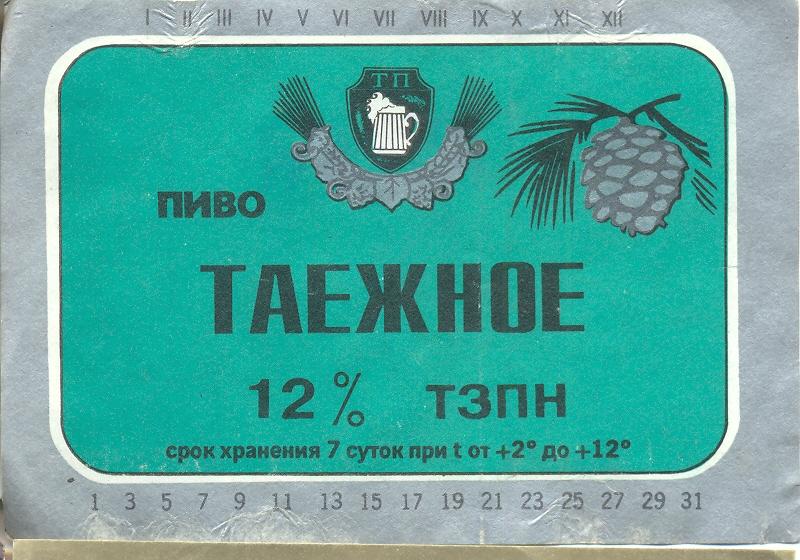 I II III IV V VI VII VIII IX X XI XII
ТП
ПИВО
ТАЕЖНОЕ
12% ТЗПН
срок хранения 7 суток при t от +2° до +12°
1 3 5 7 9 11 13 15 17 19 21 23 25 27 29 31